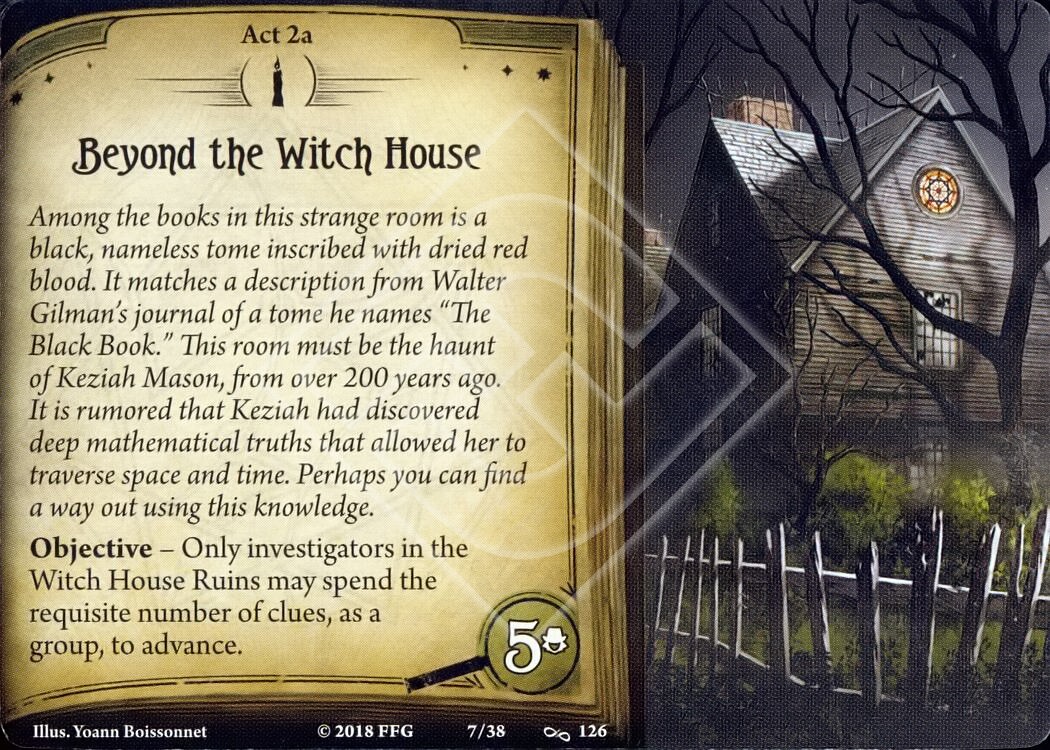 Act 2a
Beyond the Witch House
Among the books in this strange room is a
black, nameless tome inscribed with dried red
blood. It matches a description from Walter
Gilman’s journal of a tome he names “The
Black Book.” This room must be the haunt
of Keziah Mason, from over 200 years ago.
It is rumored that Keziah had discovered
deep mathematical truths that allowed her to
traverse space and time. Perhaps you can find
a way out using this knowledge.
Objective – Only investigators in the
Witch House Ruins may spend the
requisite number of clues, as a
group, to advance.
5
Illus. Yoann Boissonnet © 2018 FFG 7/38 126